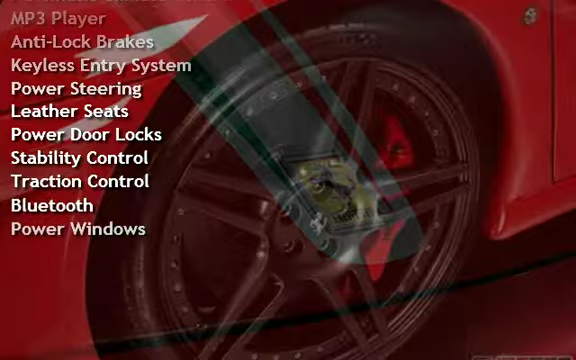 MP3 Player
Anti-Lock Brakes
Keyless Entry System
Power Steering
Leather Seats
Power Door Locks
Stability Control
Traction Control
Bluetooth
Power Windows